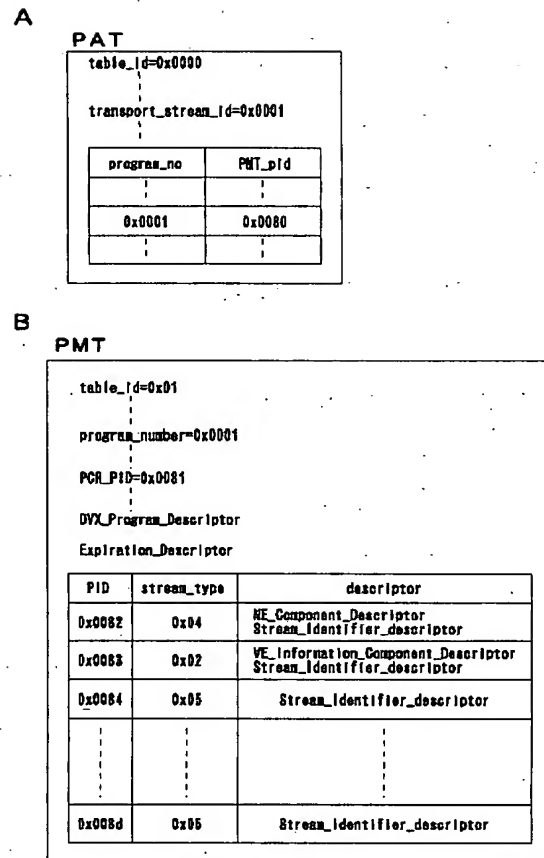 A
PAT
table_id=0x0000
transport_stream_id=0x0001
program_no PMT_pid
0x0001 0x0080
B
PMT
table_id=0x01
program_number=0x0001
PCR_PID=0x0081
DVX_Program_Descriptor
Expiration_Descriptor
PID stream_type descriptor
0x0082 0x04 ME_Component_Descriptor
Stream_Identifier_descriptor
0x0083 0x02 VE_Information_Component_Descriptor
Stream_Identifier_descriptor
0x0084 0x05 Stream_Identifier_descriptor
0x008d 0x05 Stream_Identifier_descriptor